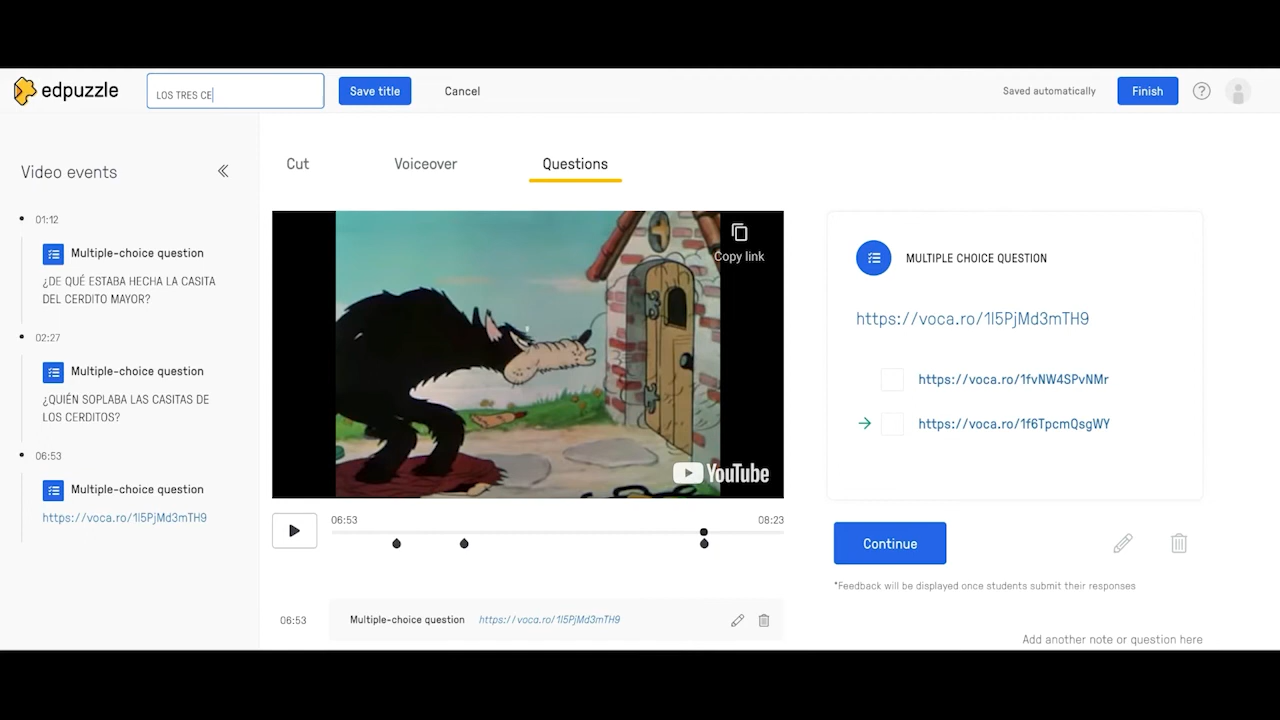 edpuzzle
LOS TRES CE
Save title
Cancel
Saved automatically
Finish
?
Video events
01:12
Multiple-choice question
¿DE QUÉ ESTABA HECHA LA CASITA
DEL CERDITO MAYOR?
02:27
Multiple-choice question
¿QUIÉN SOPLABA LAS CASITAS DE
LOS CERDITOS?
06:53
Multiple-choice question
https://voca.ro/1l5PjMd3mTH9
Cut
Voiceover
Questions
Copy link
YouTube
06:53
08:23
06:53
Multiple-choice question
https://voca.ro/1l5PjMd3mTH9
MULTIPLE CHOICE QUESTION
https://voca.ro/1l5PjMd3mTH9
https://voca.ro/1fvNW4SPvNMr
https://voca.ro/1f6TpcmQsgWY
Continue
*Feedback will be displayed once students submit their responses
Add another note or question here